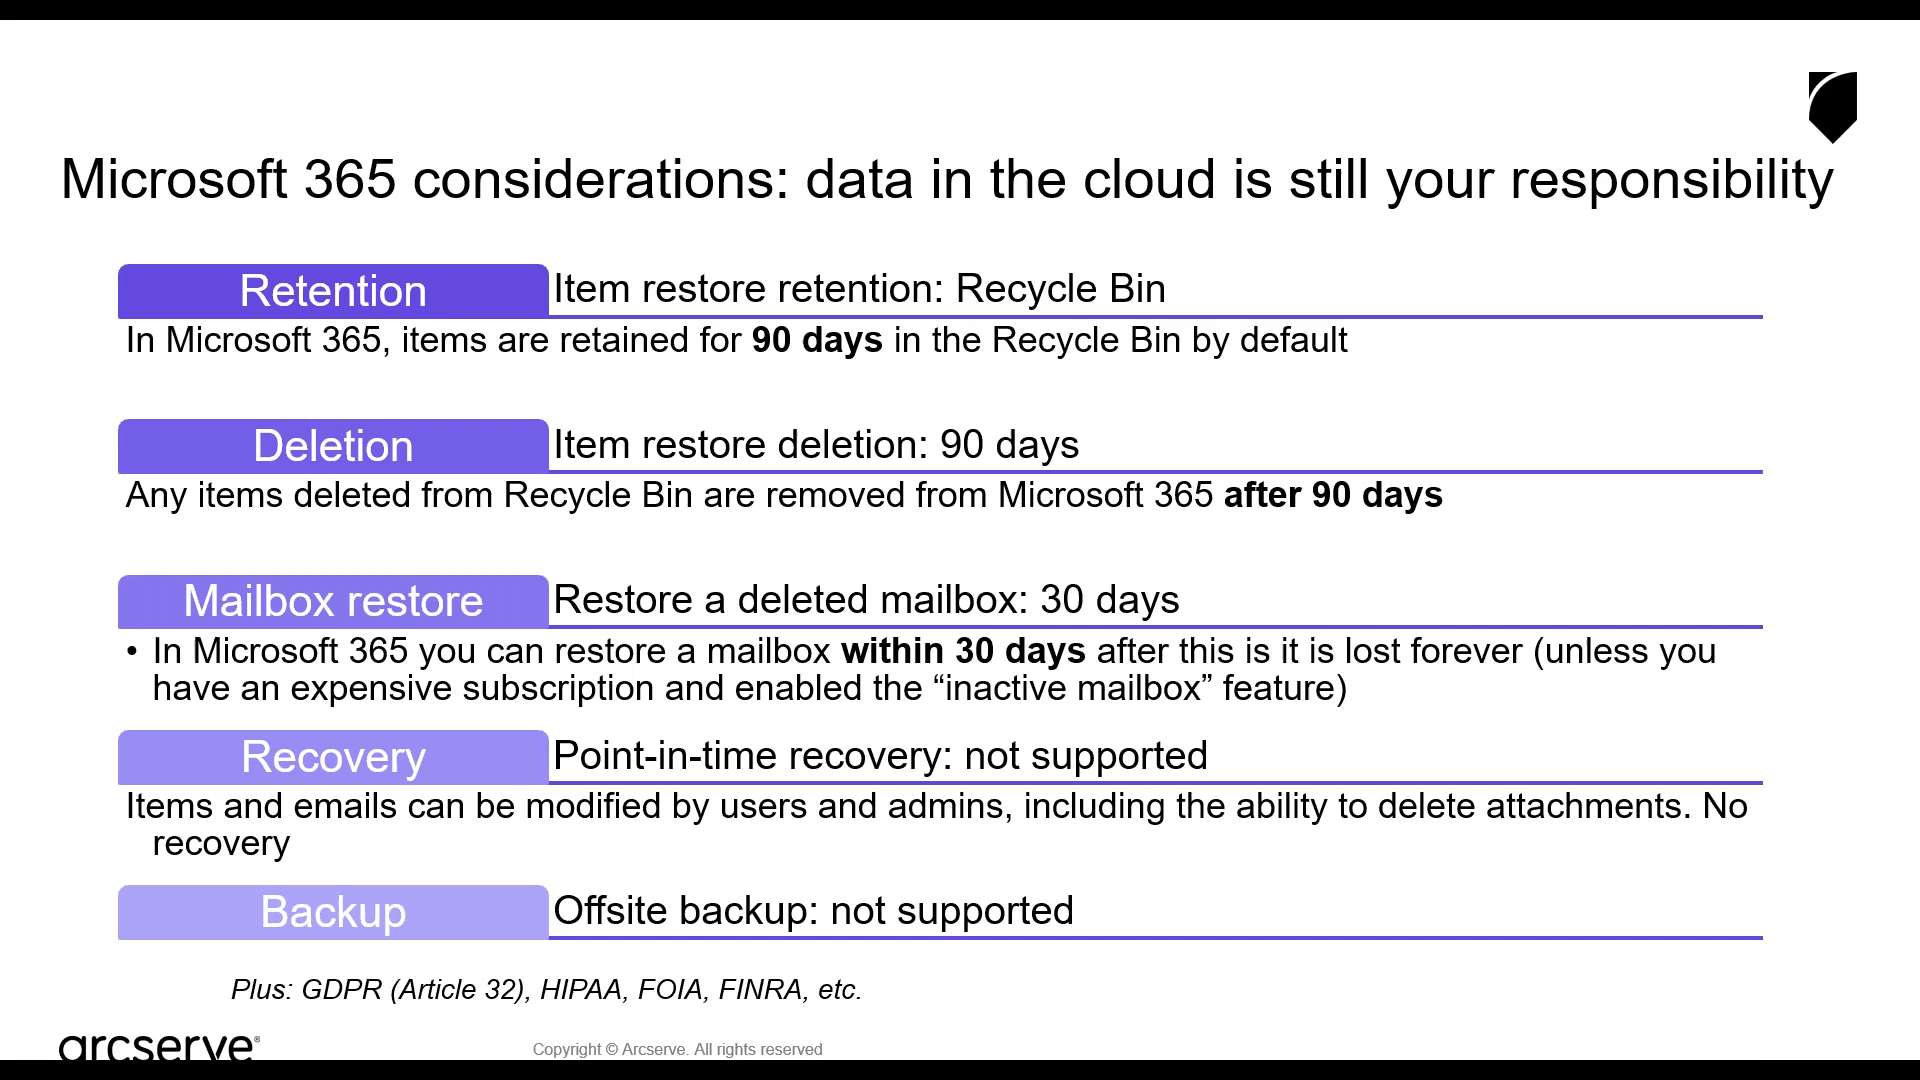 Microsoft 365 considerations: data in the cloud is still your responsibility
Retention
Item restore retention: Recycle Bin
In Microsoft 365, items are retained for 90 days in the Recycle Bin by default
Deletion
Item restore deletion: 90 days
Any items deleted from Recycle Bin are removed from Microsoft 365 after 90 days
Mailbox restore
Restore a deleted mailbox: 30 days
• In Microsoft 365 you can restore a mailbox within 30 days after this is it is lost forever (unless you
have an expensive subscription and enabled the “inactive mailbox” feature)
Recovery
Point-in-time recovery: not supported
Items and emails can be modified by users and admins, including the ability to delete attachments. No
recovery
Backup
Offsite backup: not supported
Plus: GDPR (Article 32), HIPAA, FOIA, FINRA, etc.
arcserve®
Copyright © Arcserve. All rights reserved